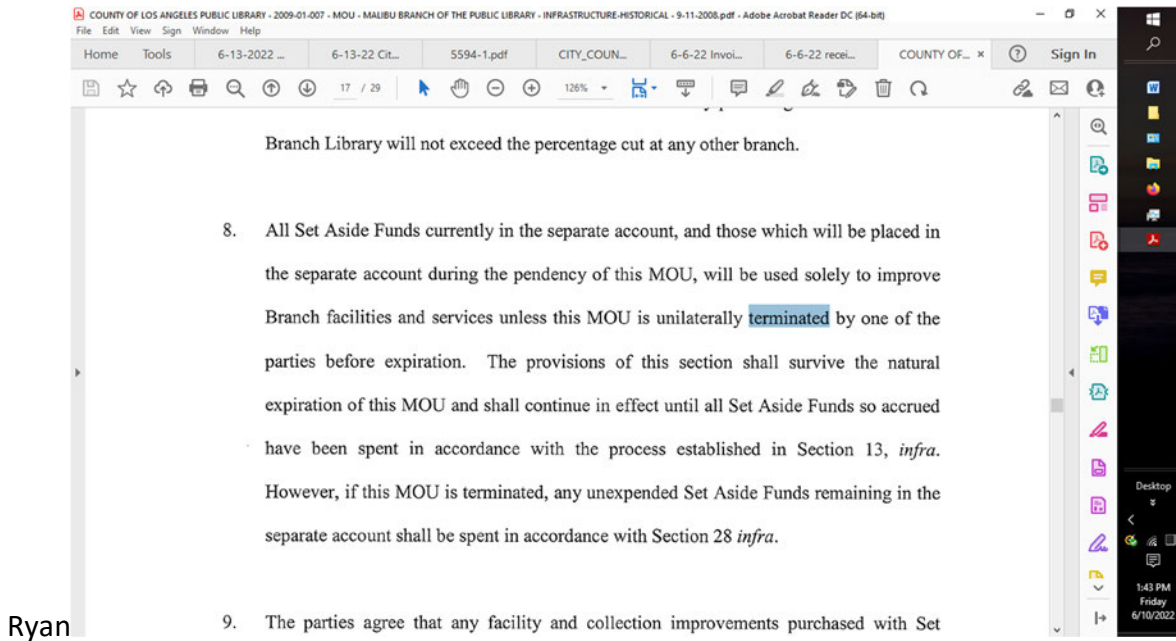 COUNTY OF LOS ANGELES PUBLIC LIBRARY - 2009-01-007 - MOU - MALIBU BRANCH OF THE PUBLIC LIBRARY - INFRASTRUCTURE-HISTORICAL - 9-11-2008.pdf - Adobe Acrobat Reader DC (64-bit)
File Edit View Sign Window Help
Home Tools 6-13-2022 ... 6-13-22 Cit... 5594-1.pdf CITY_COUN... 6-6-22 Invoi... 6-6-22 recei... COUNTY OF... × Sign In
17 / 29 126%
Branch Library will not exceed the percentage cut at any other branch.
8. All Set Aside Funds currently in the separate account, and those which will be placed in
the separate account during the pendency of this MOU, will be used solely to improve
Branch facilities and services unless this MOU is unilaterally terminated by one of the
parties before expiration. The provisions of this section shall survive the natural
expiration of this MOU and shall continue in effect until all Set Aside Funds so accrued
have been spent in accordance with the process established in Section 13, infra.
However, if this MOU is terminated, any unexpended Set Aside Funds remaining in the
separate account shall be spent in accordance with Section 28 infra.
9. The parties agree that any facility and collection improvements purchased with Set
Desktop
1:43 PM
Friday
6/10/2022
Ryan